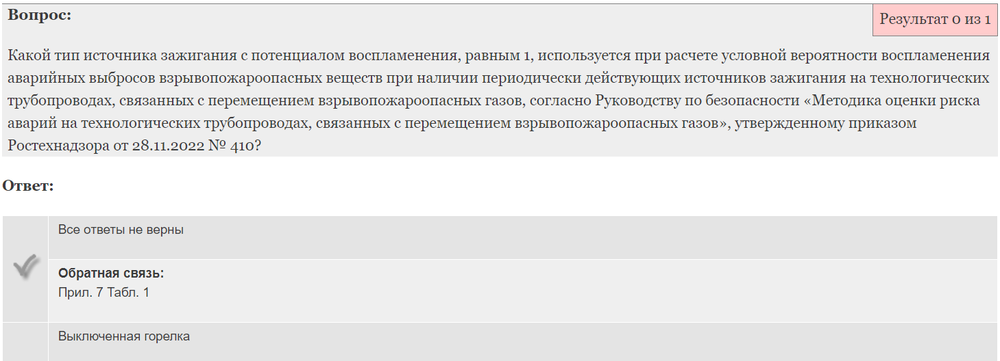 Вопрос:
Результат 0 из 1
Какой тип источника зажигания с потенциалом воспламенения, равным 1, используется при расчете условной вероятности воспламенения
аварийных выбросов взрывопожароопасных веществ при наличии периодически действующих источников зажигания на технологических
трубопроводах, связанных с перемещением взрывопожароопасных газов, согласно Руководству по безопасности «Методика оценки риска
аварий на технологических трубопроводах, связанных с перемещением взрывопожароопасных газов», утвержденному приказом
Ростехнадзора от 28.11.2022 № 410?
Ответ:
Все ответы не верны
Обратная связь:
Прил. 7 Табл. 1
Выключенная горелка